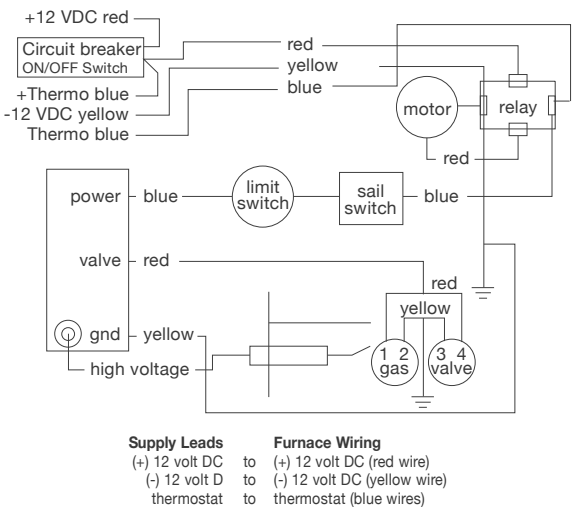 +12 VDC red
Circuit breaker
ON/OFF Switch
+Thermo blue
-12 VDC yellow
Thermo blue
red
yellow
blue
motor
relay
red
power
blue
limit
switch
sail
switch
blue
valve
red
red
yellow
gnd
yellow
high voltage
1 2
gas
3 4
valve
Supply Leads Furnace Wiring
(+) 12 volt DC to (+) 12 volt DC (red wire)
(-) 12 volt D to (-) 12 volt DC (yellow wire)
thermostat to thermostat (blue wires)